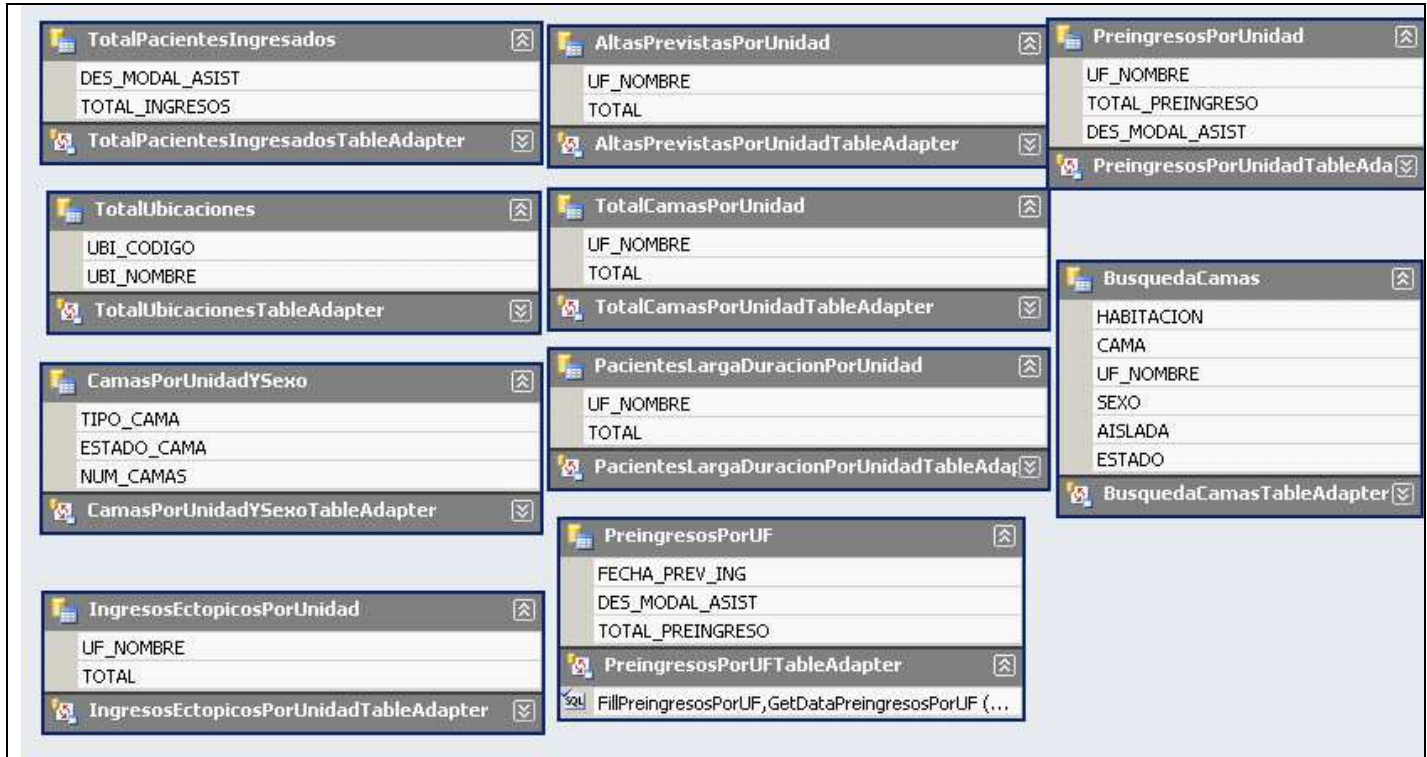 TotalPacientesIngresados
DES_MODAL_ASIST
TOTAL_INGRESOS
TotalPacientesIngresadosTableAdapter
AltasPrevistasPorUnidad
UF_NOMBRE
TOTAL
AltasPrevistasPorUnidadTableAdapter
PreingresosPorUnidad
UF_NOMBRE
TOTAL_PREINGRESO
DES_MODAL_ASIST
PreingresosPorUnidadTableAda
TotalUbicaciones
UBI_CODIGO
UBI_NOMBRE
TotalUbicacionesTableAdapter
TotalCamasPorUnidad
UF_NOMBRE
TOTAL
TotalCamasPorUnidadTableAdapter
BusquedaCamas
HABITACION
CAMA
UF_NOMBRE
SEXO
AISLADA
ESTADO
BusquedaCamasTableAdapter
CamasPorUnidadYSexo
TIPO_CAMA
ESTADO_CAMA
NUM_CAMAS
CamasPorUnidadYSexoTableAdapter
PacientesLargaDuracionPorUnidad
UF_NOMBRE
TOTAL
PacientesLargaDuracionPorUnidadTableAdap
PreingresosPorUF
FECHA_PREV_ING
DES_MODAL_ASIST
TOTAL_PREINGRESO
PreingresosPorUFTableAdapter
SQL FillPreingresosPorUF,GetDataPreingresosPorUF (...
IngresosEctopicosPorUnidad
UF_NOMBRE
TOTAL
IngresosEctopicosPorUnidadTableAdapter